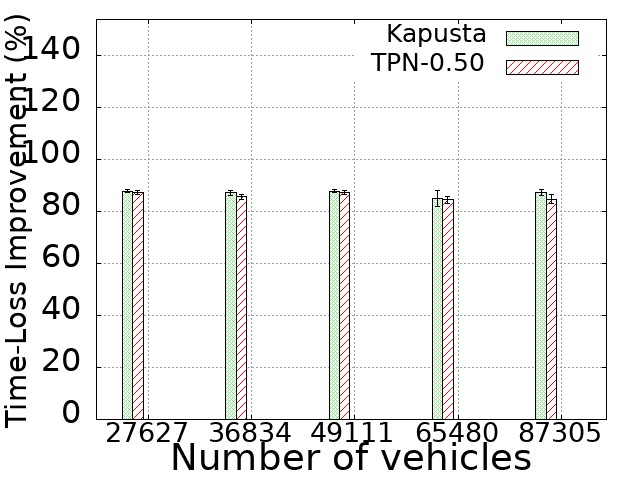 Time-Loss Improvement (%)
140
120
100
80
60
40
20
0
Kapusta
TPN-0.50
27627 36834 49111 65480 87305
Number of vehicles